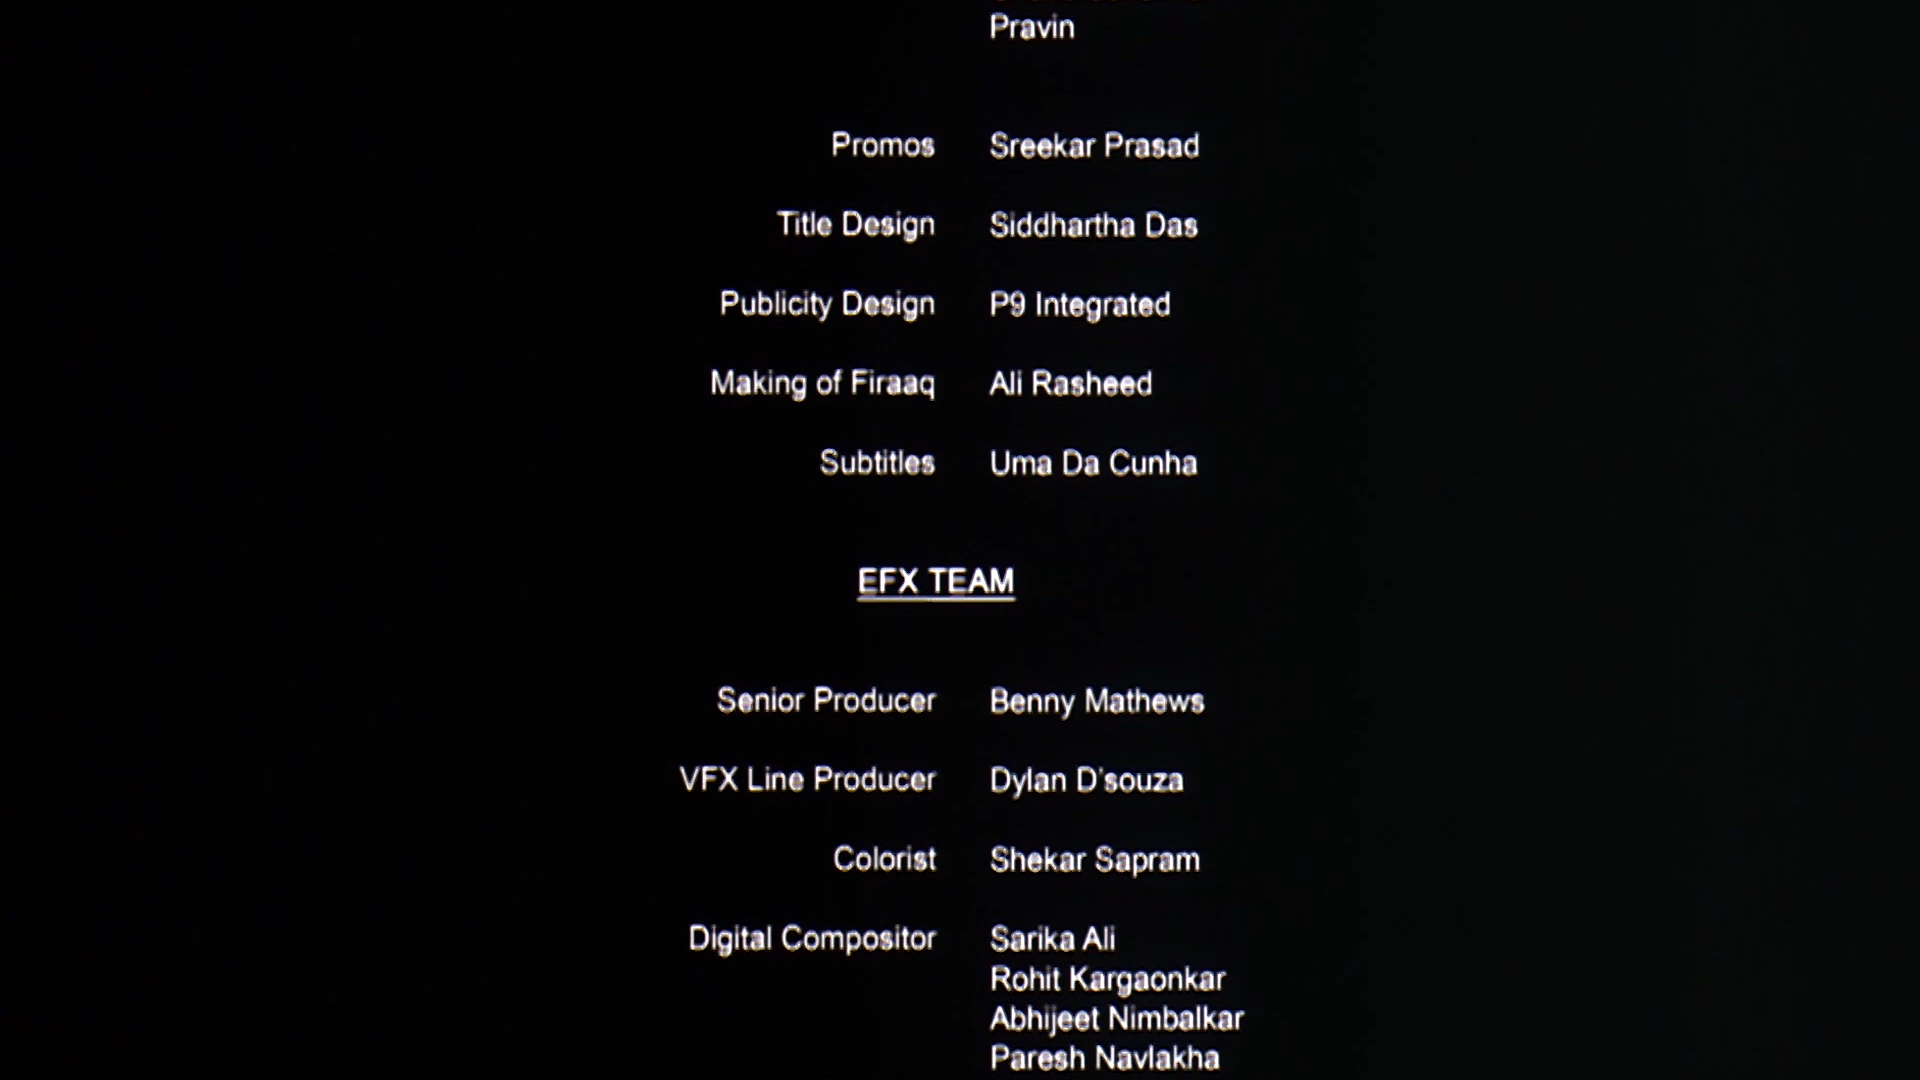 Pravin
Promos Sreekar Prasad
Title Design Siddhartha Das
Publicity Design P9 Integrated
Making of Firaaq Ali Rasheed
Subtitles Uma Da Cunha
EFX TEAM
Senior Producer Benny Mathews
VFX Line Producer Dylan D'souza
Colorist Shekar Sapram
Digital Compositor Sarika Ali
Rohit Kargaonkar
Abhijeet Nimbalkar
Paresh Navlakha